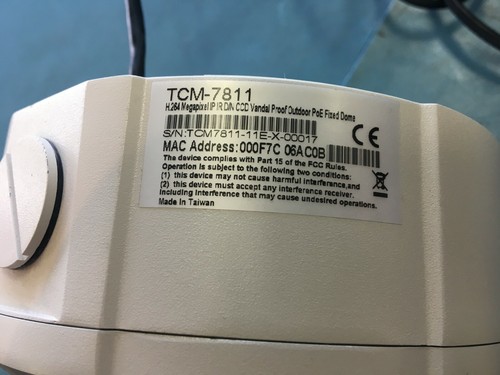 TCM-7811
H.264 Megapixel IP IR D/N CCD Vandal Proof Outdoor PoE Fixed Dome
S/N:TCM7811-11E-X-00017
CE
MAC Address:000F7C 06AC0B
The device complies with Part 15 of the FCC Rules.
Operation is subject to the following two conditions:
(1) this device may not cause harmful interference,and
(2) this device must accept any interference receiver.
including interference that may cause undesired operations.
Made In Taiwan